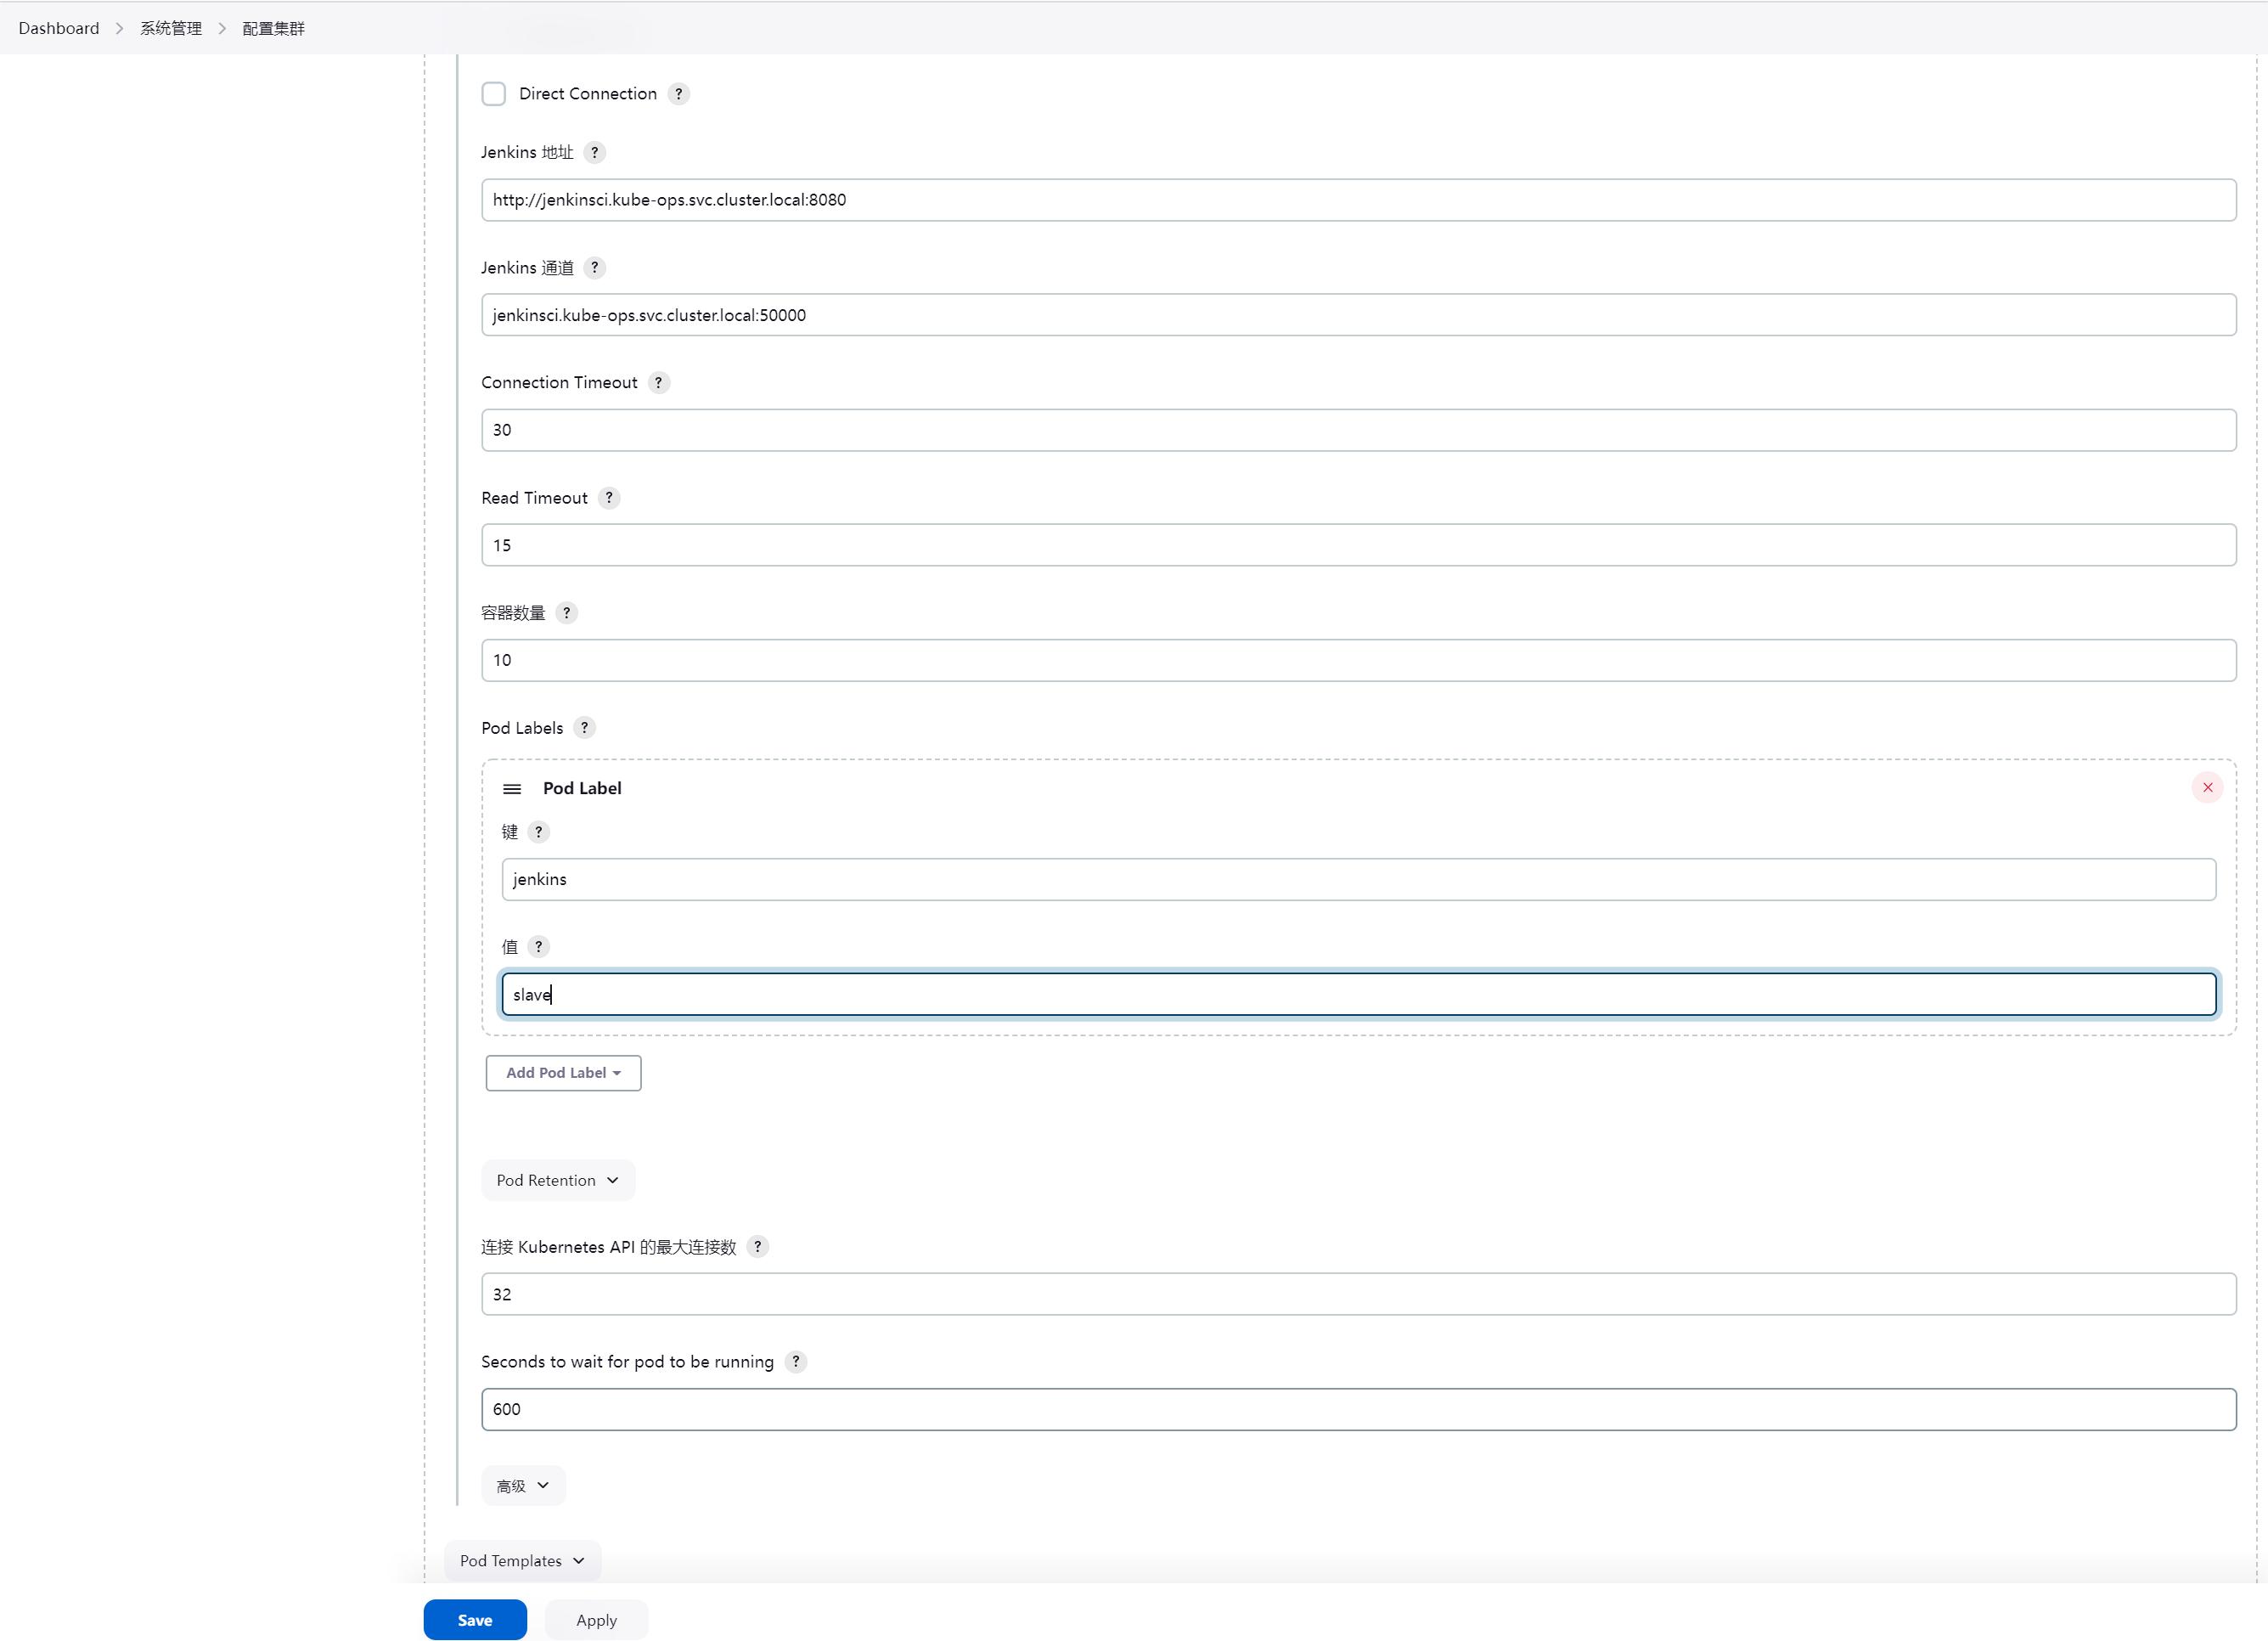 Dashboard > 系统管理 > 配置集群
Direct Connection ?
Jenkins 地址 ?
http://jenkinsci.kube-ops.svc.cluster.local:8080
Jenkins 通道 ?
jenkinsci.kube-ops.svc.cluster.local:50000
Connection Timeout ?
30
Read Timeout ?
15
容器数量 ?
10
Pod Labels ?
Pod Label
键 ?
jenkins
值 ?
slave
Add Pod Label
Pod Retention
连接 Kubernetes API 的最大连接数 ?
32
Seconds to wait for pod to be running ?
600
高级
Pod Templates
Save Apply